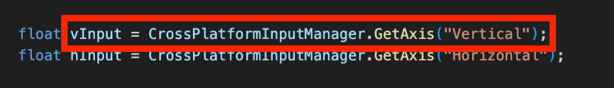 float vInput = CrossPlatformInputManager.GetAxis("Vertical");
float hInput = CrossPlatformInputManager.GetAxis("Horizontal");